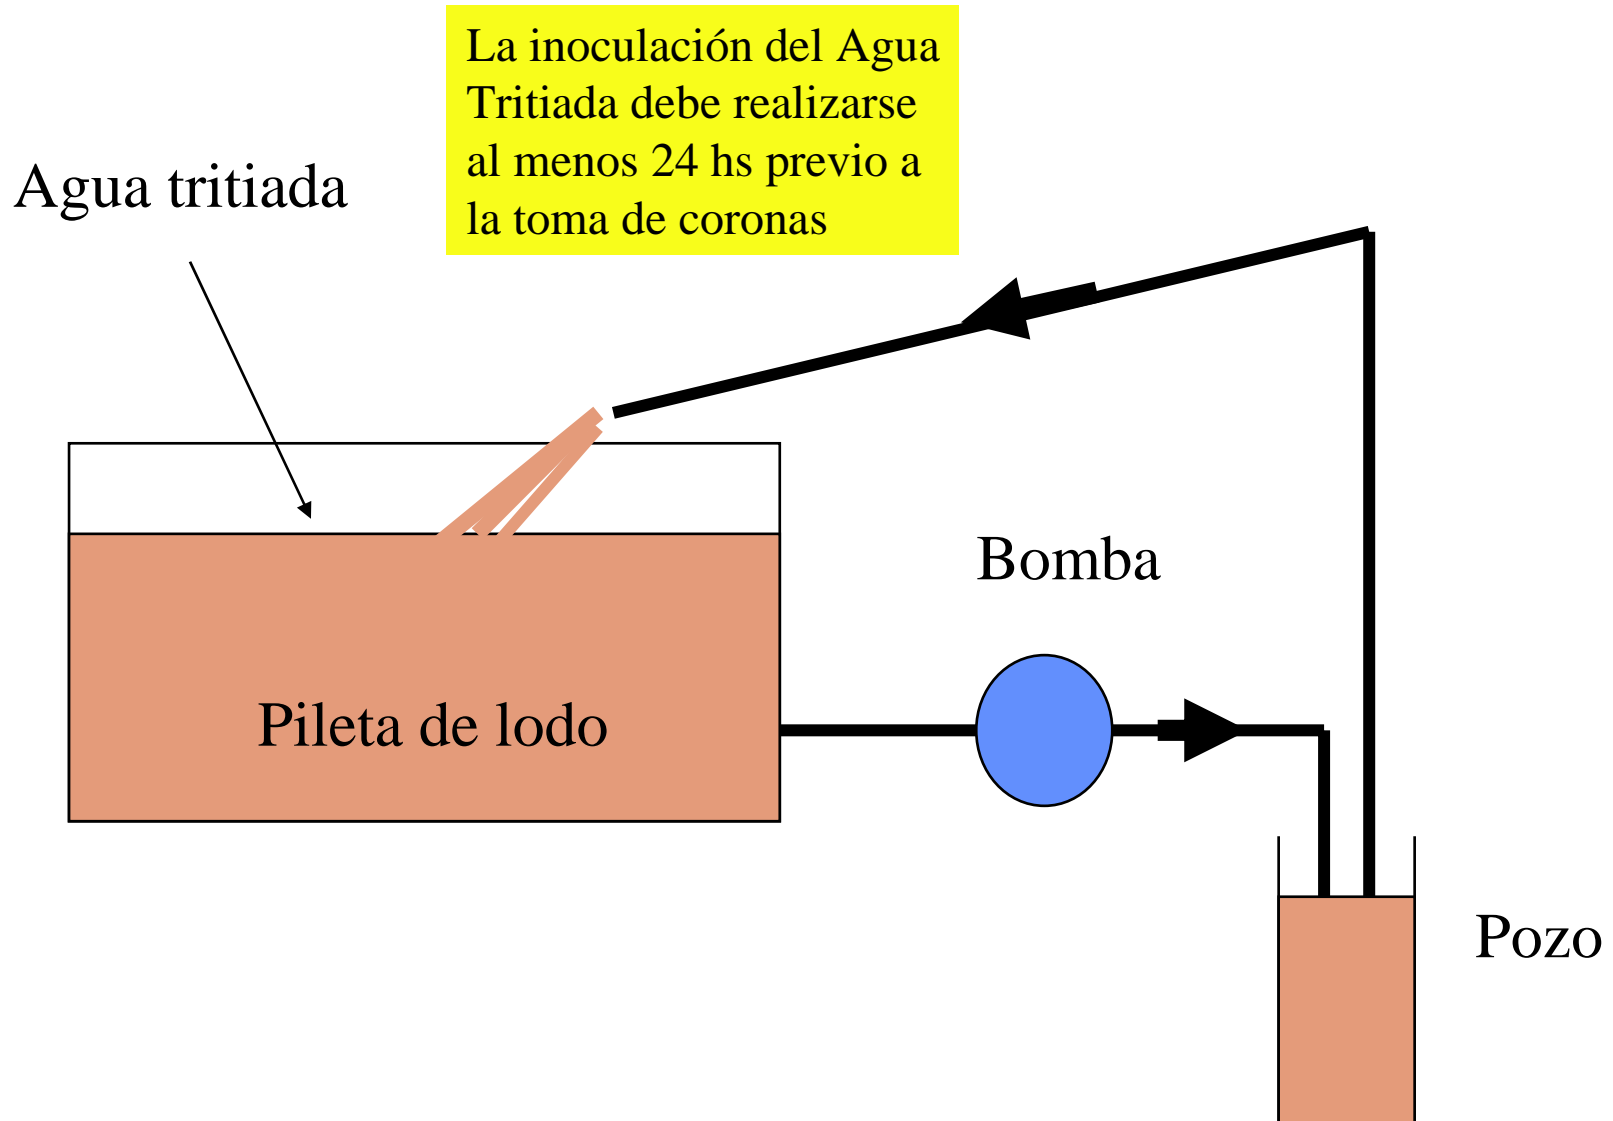 La inoculación del Agua
Tritiada debe realizarse
al menos 24 hs previo a
la toma de coronas
Agua tritiada
Bomba
Pileta de lodo
Pozo